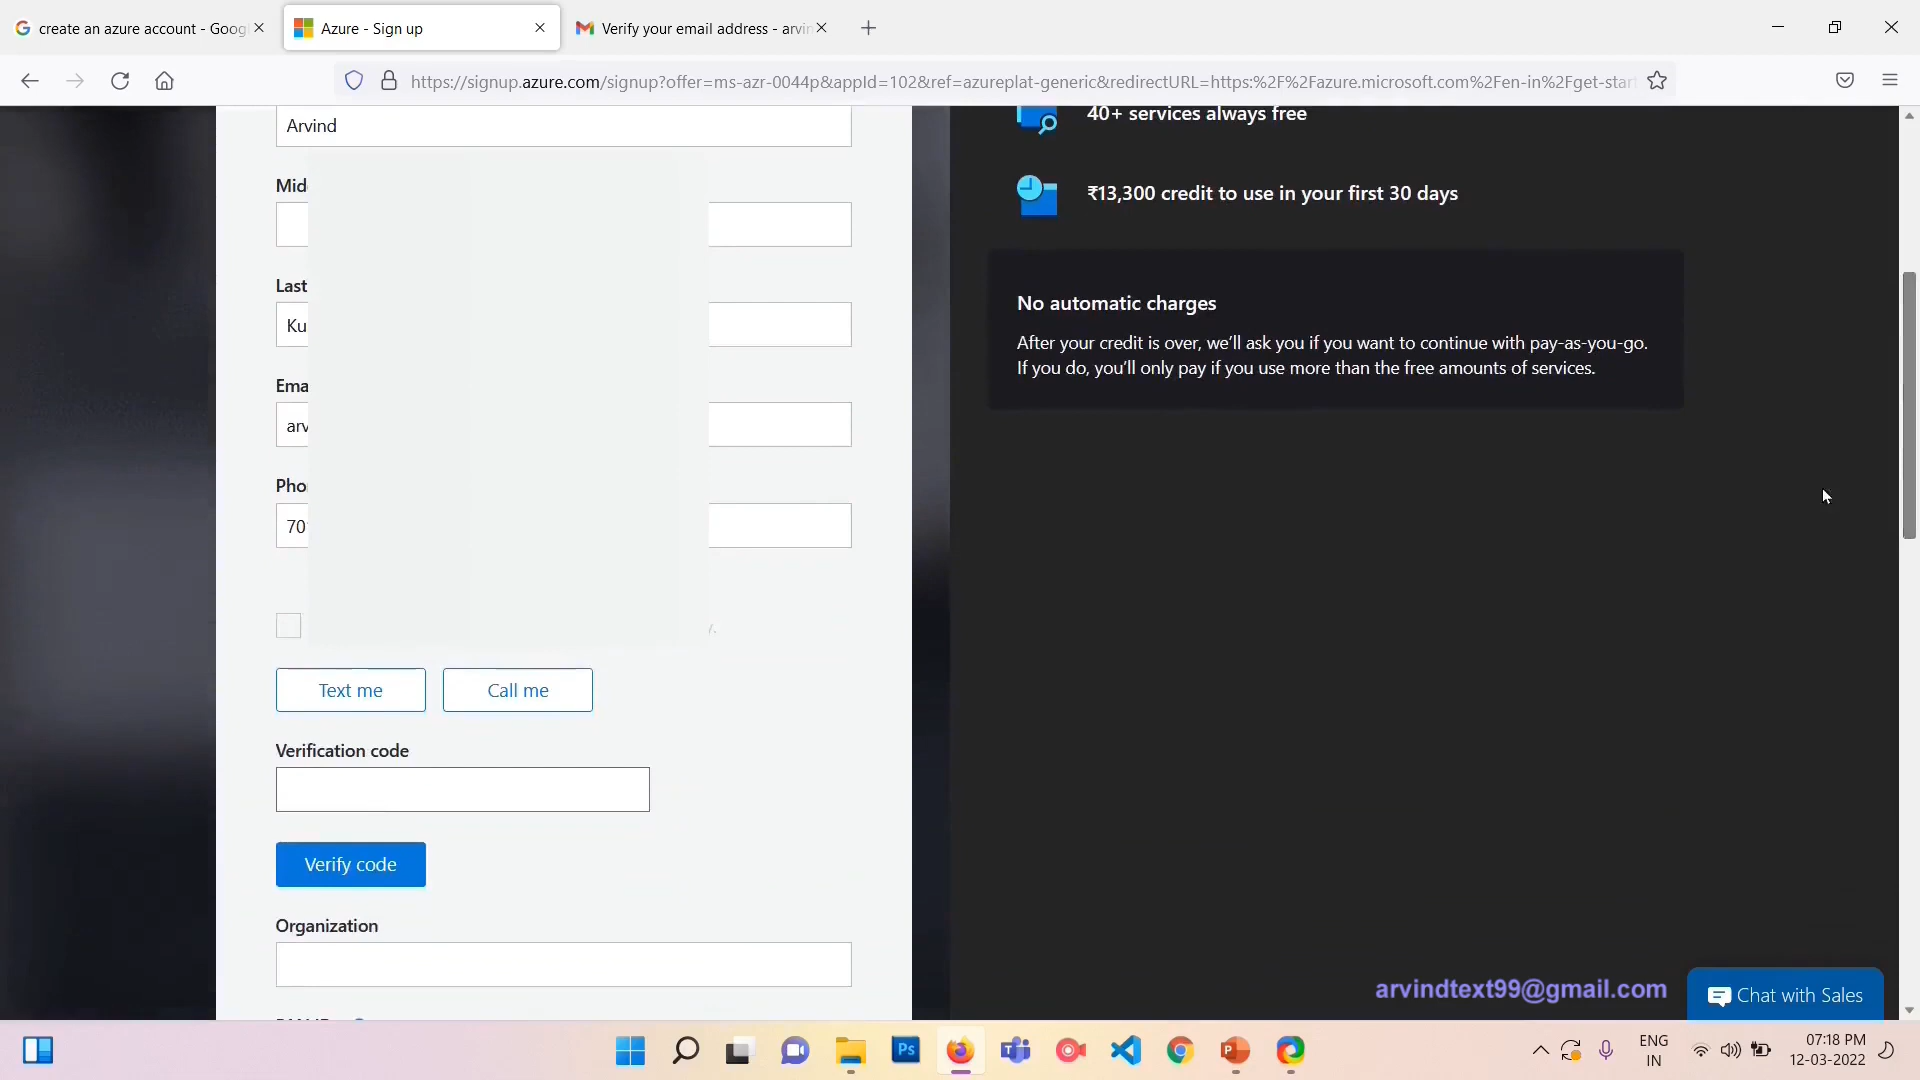 create an azure account - Goog
Azure - Sign up
Verify your email address - arvin
https://signup.azure.com/signup?offer=ms-azr-0044p&appId=102&ref=azureplat-generic&redirectURL=https:%2F%2Fazure.microsoft.com%2Fen-in%2Fget-star
Arvind
Mid
Last
Ku
Ema
arv
Pho
70
Text me
Call me
Verification code
Verify code
Organization
40+ services always free
₹13,300 credit to use in your first 30 days
No automatic charges
After your credit is over, we'll ask you if you want to continue with pay-as-you-go.
If you do, you'll only pay if you use more than the free amounts of services.
arvindtext99@gmail.com
Chat with Sales
Ps
ENG
IN
07:18 PM
12-03-2022